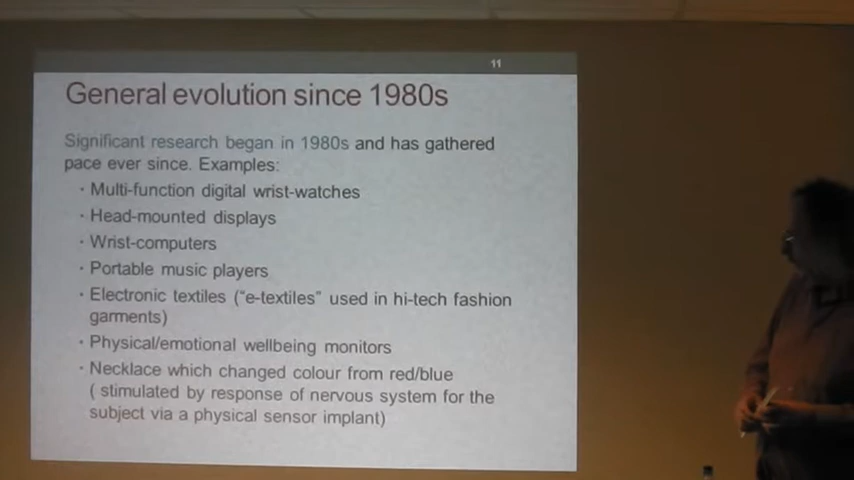 11
General evolution since 1980s
Significant research began in 1980s and has gathered
pace ever since. Examples:
· Multi-function digital wrist-watches
· Head-mounted displays
· Wrist-computers
· Portable music players
· Electronic textiles (“e-textiles” used in hi-tech fashion
garments)
· Physical/emotional wellbeing monitors
· Necklace which changed colour from red/blue
( stimulated by response of nervous system for the
subject via a physical sensor implant)